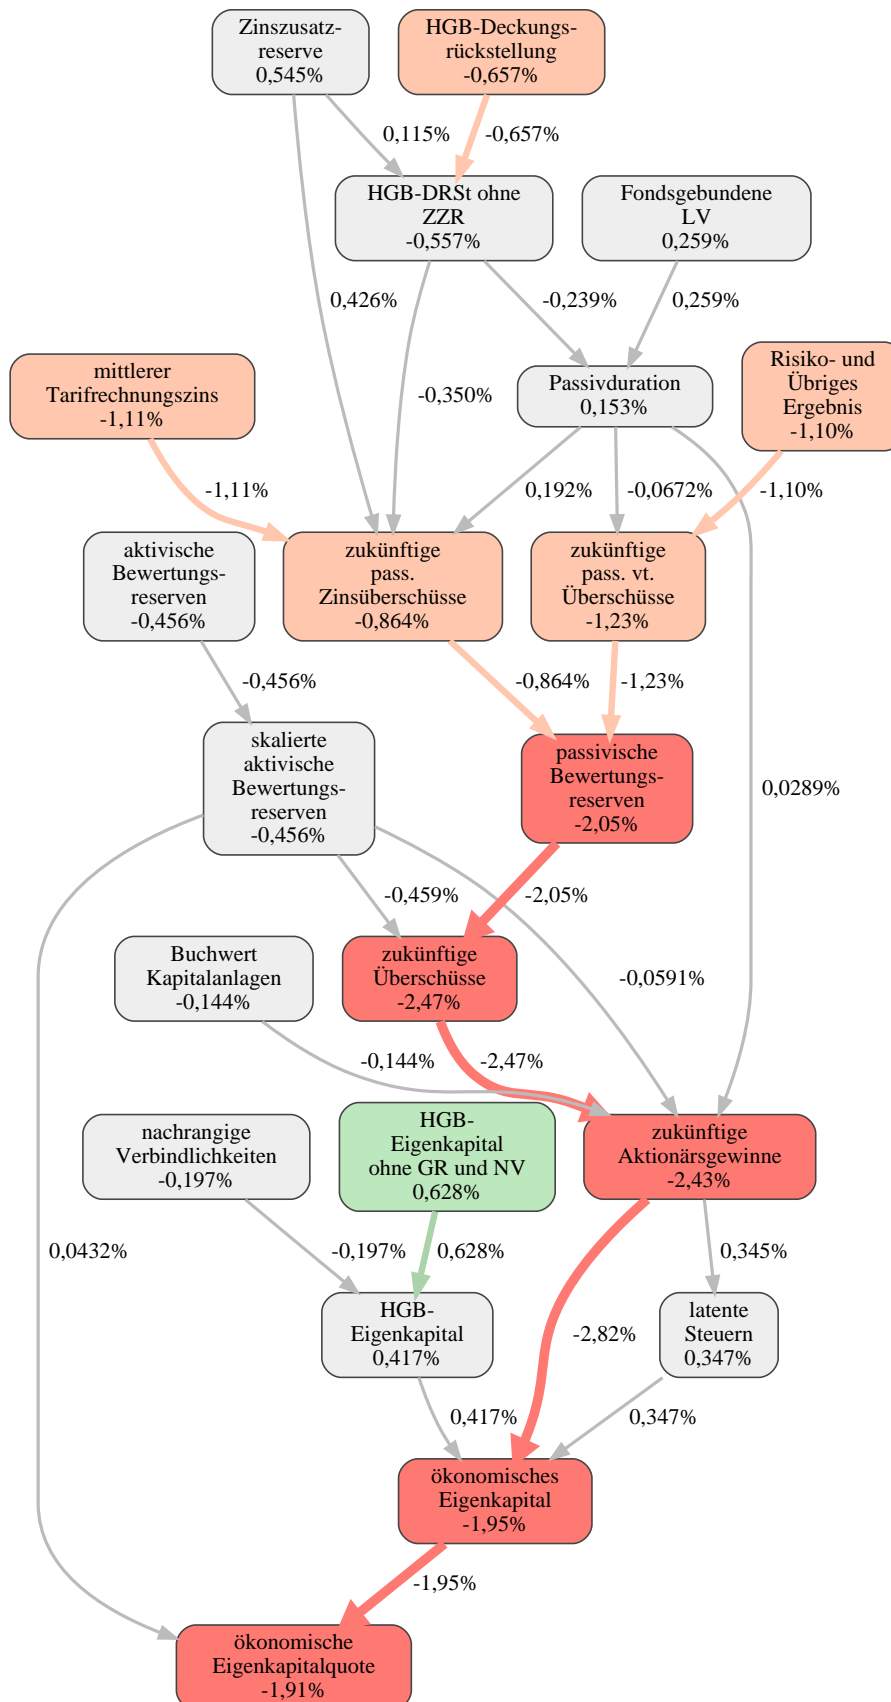 Zinszusatz-
reserve
0,545%
HGB-Deckungs-
rückstellung
-0,657%
0,115%
-0,657%
HGB-DRSt ohne
ZZR
-0,557%
Fondsgebundene
LV
0,259%
0,426%
-0,239%
0,259%
mittlerer
Tarifrechnungszins
-1,11%
-0,350%
Passivduration
0,153%
Risiko- und
Übriges
Ergebnis
-1,10%
-1,11%
0,192%
-0,0672%
-1,10%
aktivische
Bewertungs-
reserven
-0,456%
zukünftige
pass.
Zinsüberschüsse
-0,864%
zukünftige
pass. vt.
Überschüsse
-1,23%
-0,456%
-0,864%
-1,23%
skalierte
aktivische
Bewertungs-
reserven
-0,456%
passivische
Bewertungs-
reserven
-2,05%
0,0289%
-0,459%
-2,05%
Buchwert
Kapitalanlagen
-0,144%
zukünftige
Überschüsse
-2,47%
-0,0591%
-0,144%
-2,47%
nachrangige
Verbindlichkeiten
-0,197%
HGB-
Eigenkapital
ohne GR und NV
0,628%
zukünftige
Aktionärsgewinne
-2,43%
0,0432%
-0,197%
0,628%
0,345%
HGB-
Eigenkapital
0,417%
-2,82%
latente
Steuern
0,347%
0,417%
0,347%
ökonomisches
Eigenkapital
-1,95%
-1,95%
ökonomische
Eigenkapitalquote
-1,91%